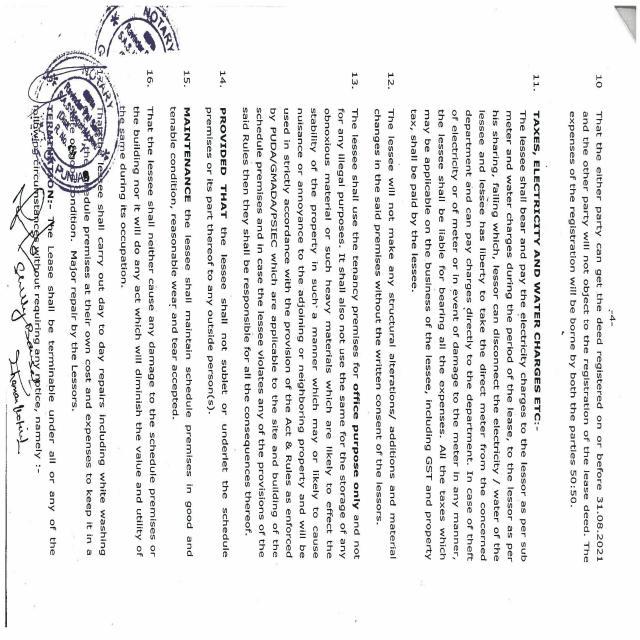 -4-
10 That the either party can get the deed registered on or before 31.08.2021
and the other party will not object to the registration of the lease deed. The
expenses of the registration will be borne by both the parties 50:50.
11. TAXES, ELECTRICITY AND WATER CHARGES ETC:-
The lessee shall bear and pay the electricity charges to the lessor as per sub
meter and water charges during the period of the lease, to the lessor as per
his sharing, failing which, lessor can disconnect the electricity / water of the
lessee and lessee has liberty to take the direct meter from the concerned
department and can pay charges directly to the department. In case of theft
of electricity or of meter or in event of damage to the meter in any manner,
the lessee shall be liable for bearing all the expenses. All the taxes which
may be applicable on the business of the lessee, including GST and property
tax, shall be paid by the lessee.
12. The lessee will not make any structural alterations/ additions and material
changes in the said premises without the written consent of the lessors.
13. The lessee shall use the tenancy premises for office purpose only and not
for any illegal purposes. It shall also not use the same for the storage of any
obnoxious material or such heavy materials which are likely to effect the
stability of the property in such a manner which may or likely to cause
nuisance or annoyance to the adjoining or neighboring property and will be
used in strictly accordance with the provision of the Act & Rules as enforced
by PUDA/GMADA/PSIEC which are applicable to the site and building of the
schedule premises and in case the lessee violates any of the provisions of the
said Rules then they shall be responsible for all the consequences thereof.
14. PROVIDED THAT the lessee shall not sublet or underlet the schedule
premises or its part thereof to any outside person(s).
15. MAINTENANCE the lessee shall maintain schedule premises in good and
tenable condition, reasonable wear and tear accepted.
16. That the lessee shall neither cause any damage to the schedule premises or
the building nor it will do any act which will diminish the value and utility of
the same during its occupation.
lessee shall carry out day to day repairs including white washing
premises at their own cost and expenses to keep it in a
condition. Major repair by the Lessors.
TERMINATION:- The Lease shall be terminable under all or any of the
following circumstances without requiring any notice, namely :-
NOTARY
NOTARY
PUNJAB